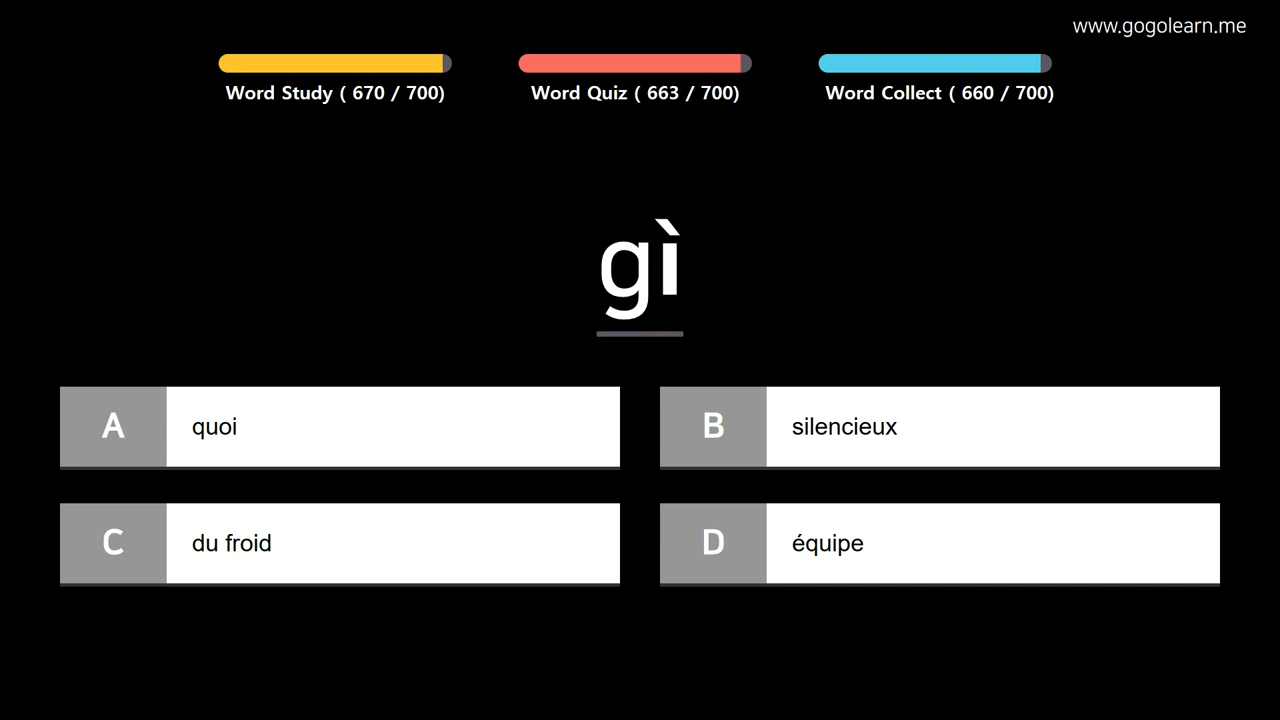 www.gogolearn.me
Word Study ( 670 / 700)
Word Quiz ( 663 / 700)
Word Collect ( 660 / 700)
gì
A quoi
B silencieux
C du froid
D équipe